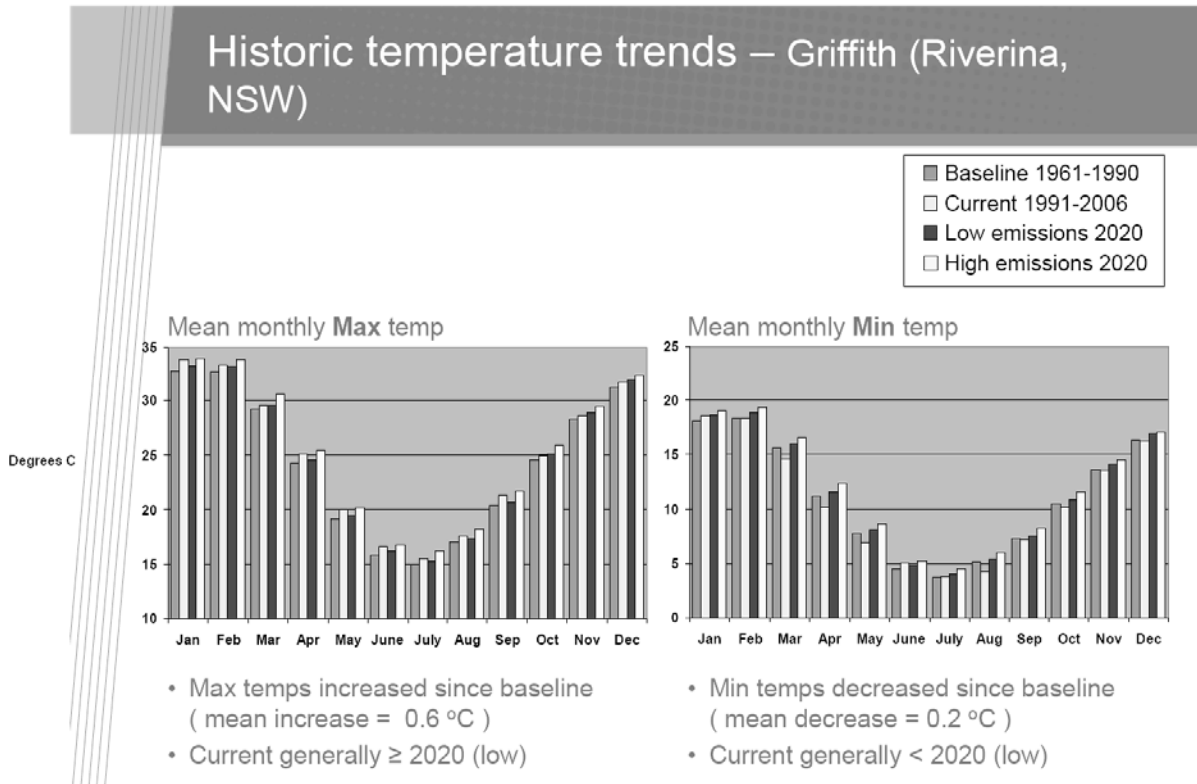 Historic temperature trends – Griffith (Riverina,
NSW)
Baseline 1961-1990
Current 1991-2006
Low emissions 2020
High emissions 2020
Mean monthly Max temp
35
30
25
20
15
10
Degrees C
Jan Feb Mar Apr May June July Aug Sep Oct Nov Dec
• Max temps increased since baseline
( mean increase = 0.6 ºC )
• Current generally ≥ 2020 (low)
Mean monthly Min temp
25
20
15
10
5
0
Jan Feb Mar Apr May June July Aug Sep Oct Nov Dec
• Min temps decreased since baseline
( mean decrease = 0.2 ºC )
• Current generally < 2020 (low)